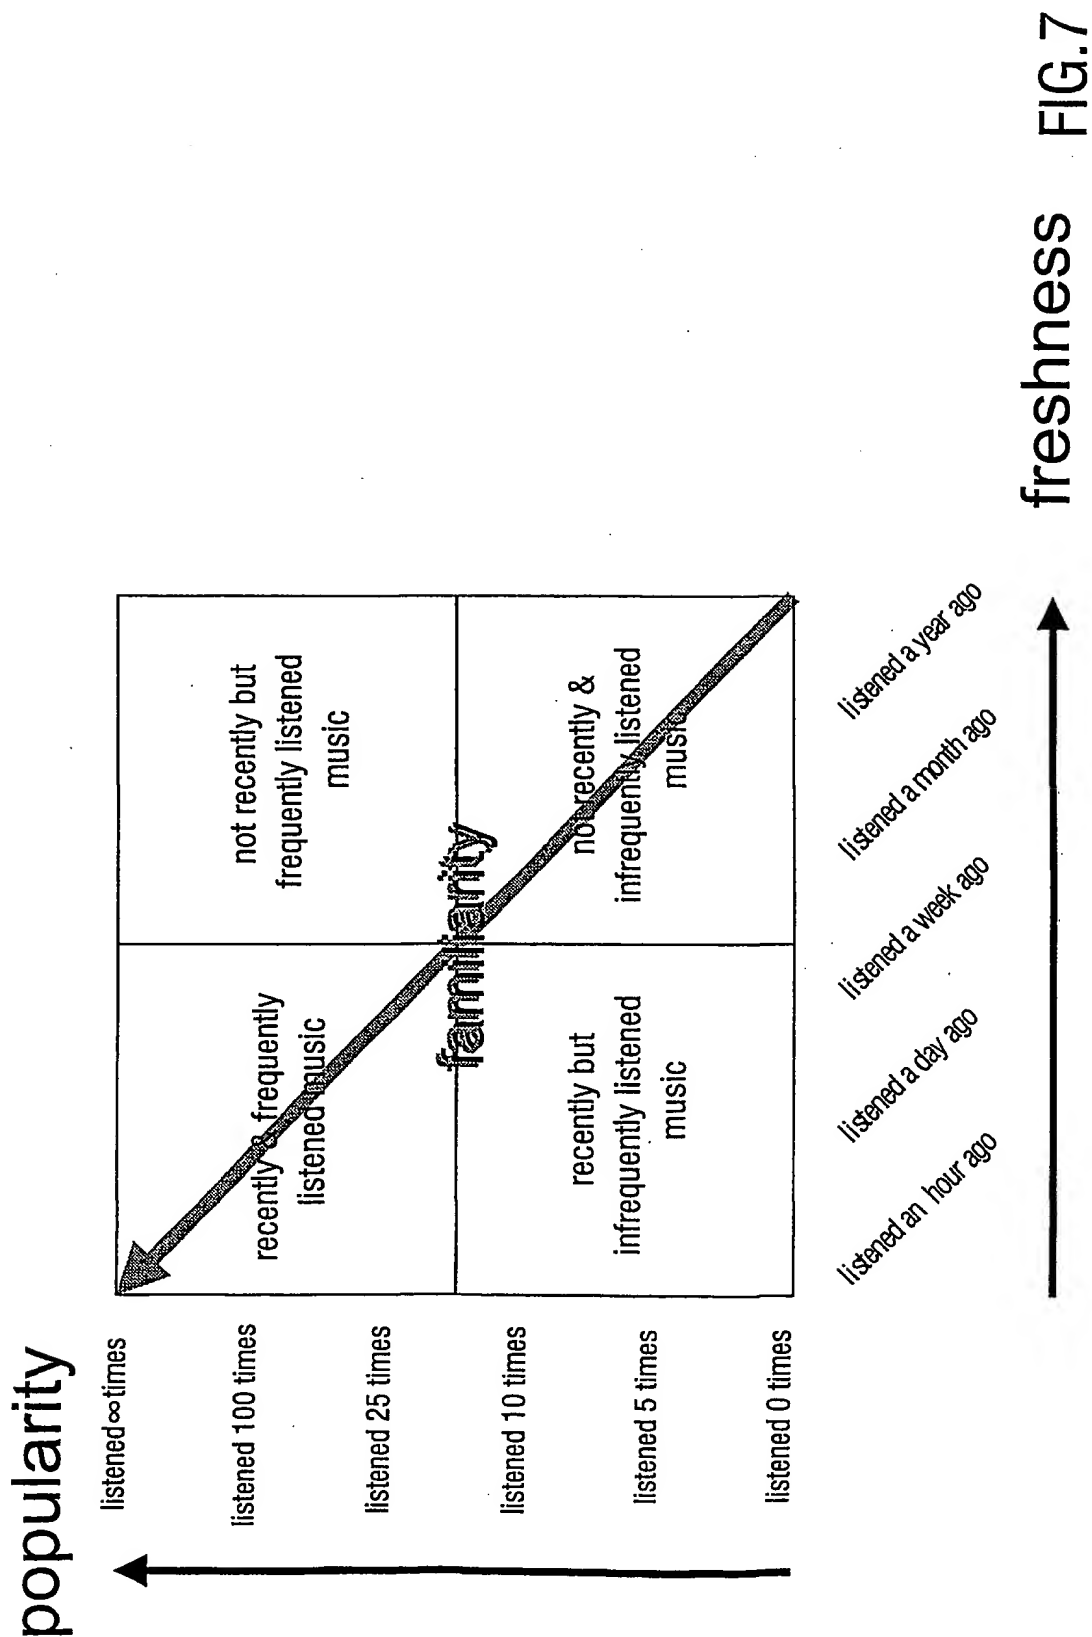 popularity
listened ∞ times
listened 100 times
listened 25 times
listened 10 times
listened 5 times
listened 0 times
recently & frequently
listened music
not recently but
frequently listened
music
familiarity
recently but
infrequently listened
music
not recently &
infrequently listened
music
listened an hour ago
listened a day ago
listened a week ago
listened a month ago
listened a year ago
freshness
FIG.7